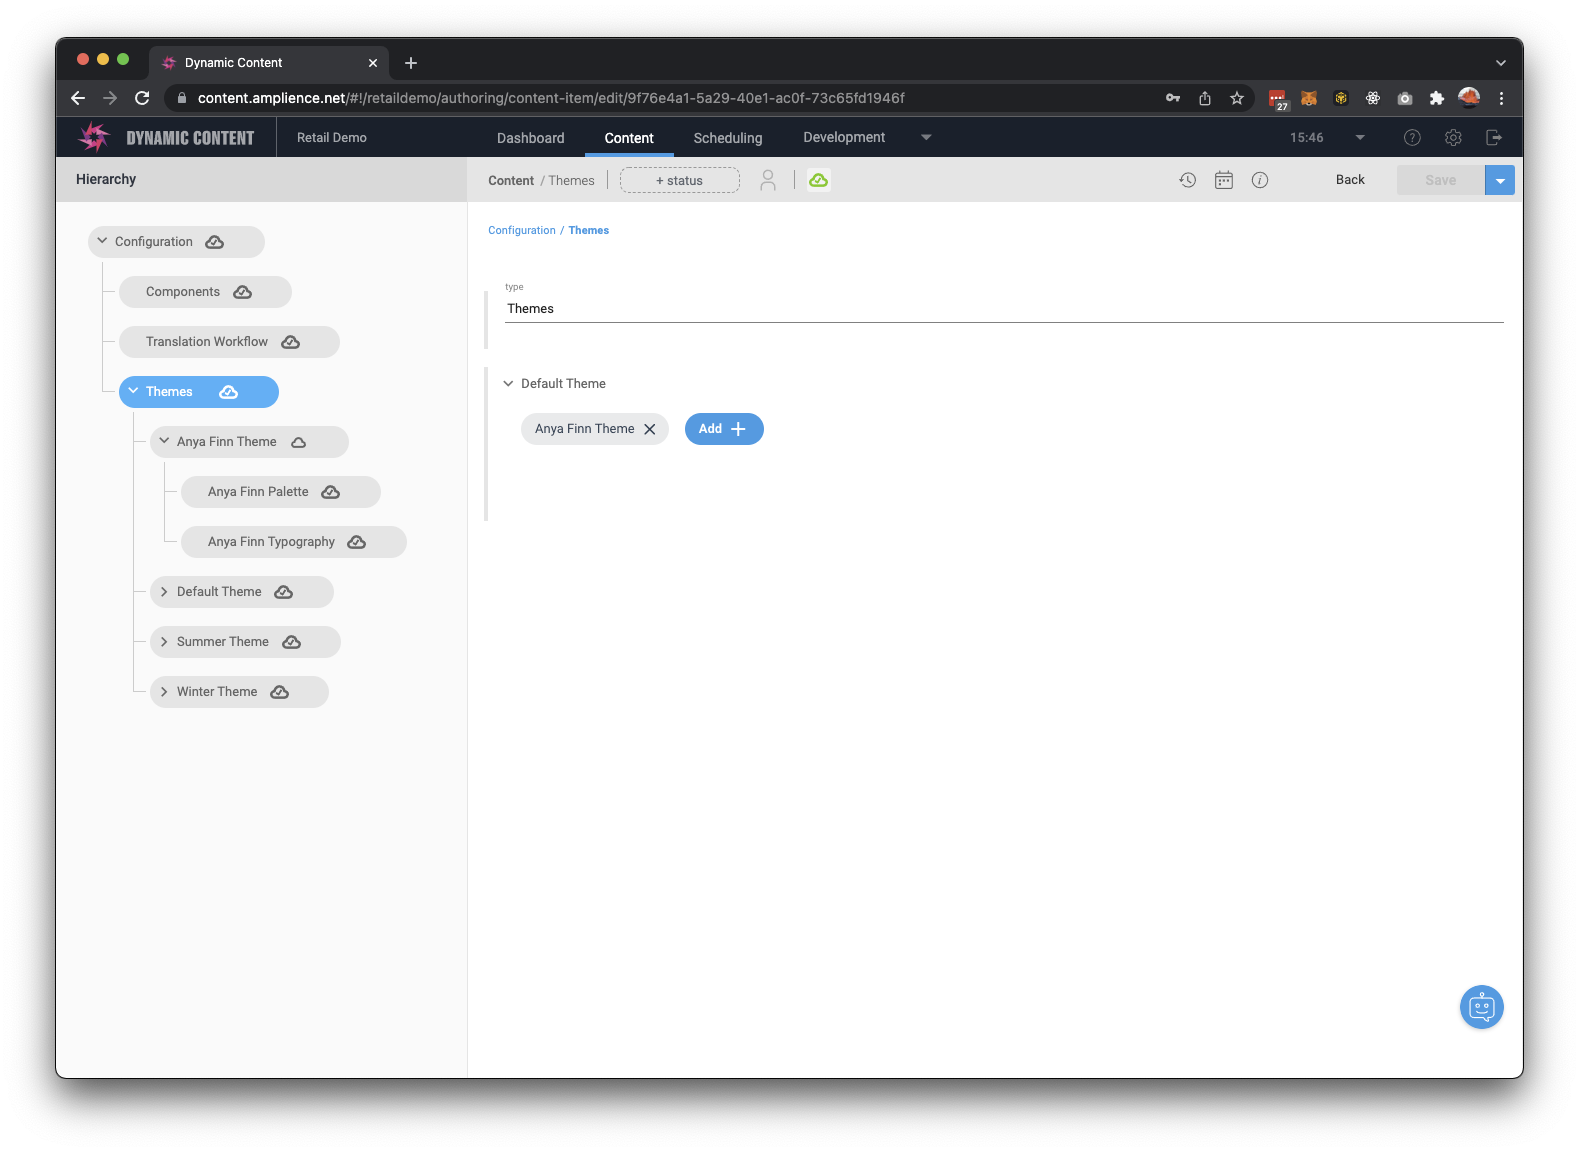 Dynamic Content
content.amplience.net/#!/retaildemo/authoring/content-item/edit/9f76e4a1-5a29-40e1-ac0f-73c65fd1946f
27
DYNAMIC CONTENT
Retail Demo
Dashboard
Content
Scheduling
Development
15:46
Hierarchy
Content / Themes
+ status
Back
Save
Configuration
Components
Translation Workflow
Themes
Anya Finn Theme
Anya Finn Palette
Anya Finn Typography
Default Theme
Summer Theme
Winter Theme
Configuration / Themes
type
Themes
Default Theme
Anya Finn Theme
Add